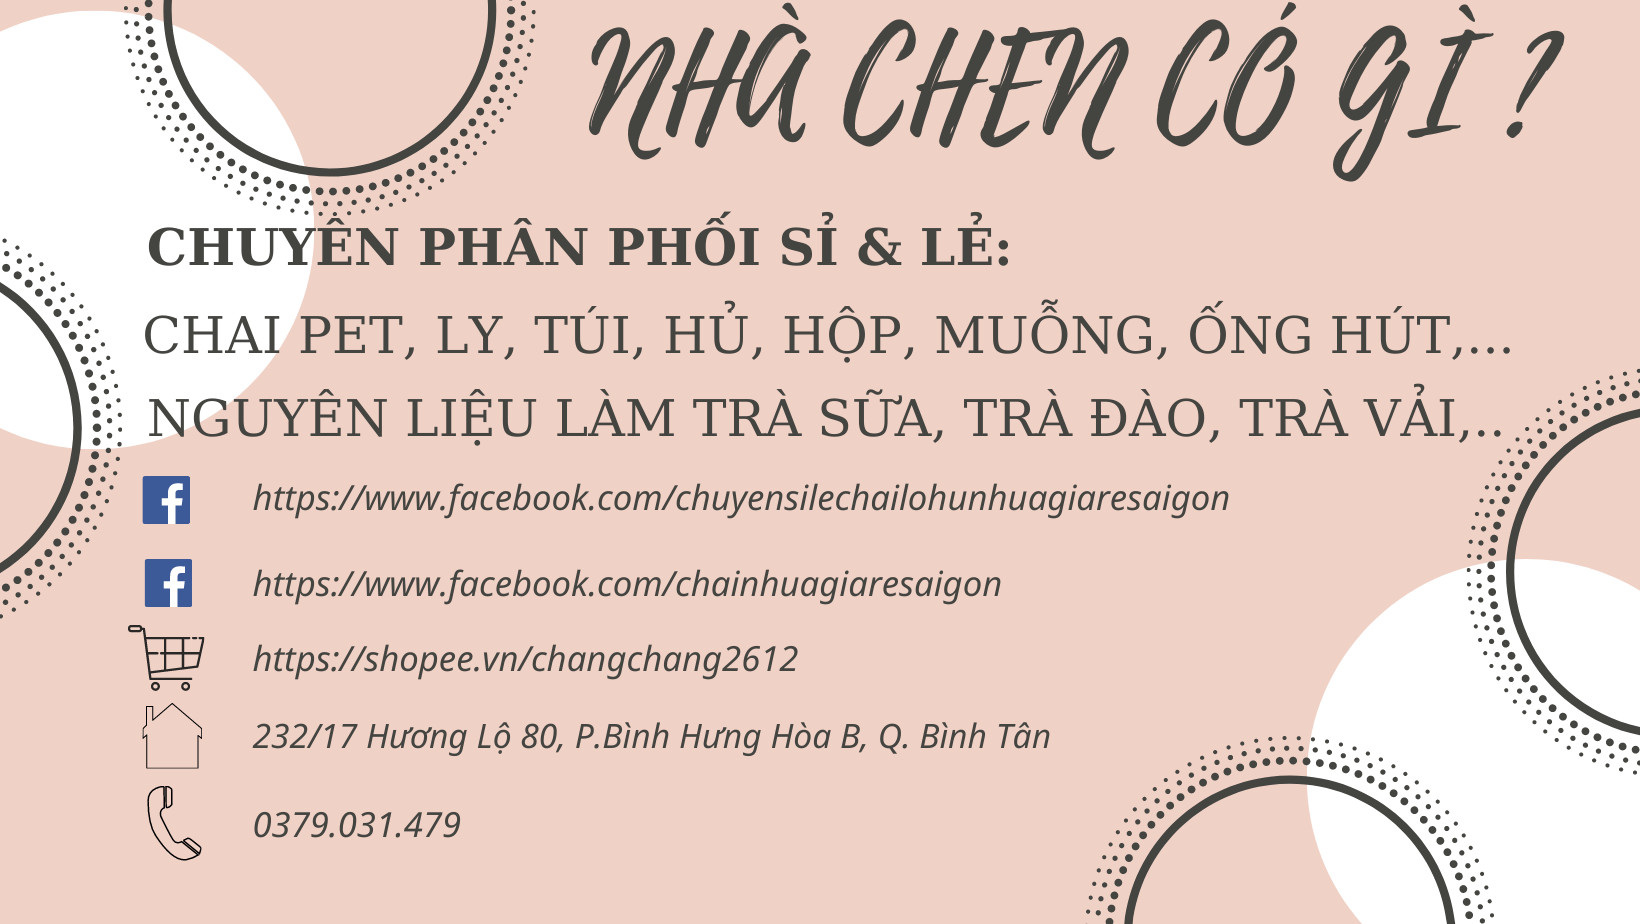 NHÀ CHEN CÓ GÌ ?
CHUYÊN PHÂN PHỐI SỈ & LẺ:
CHAI PET, LY, TÚI, HỦ, HỘP, MUỖNG, ỐNG HÚT,...
NGUYÊN LIỆU LÀM TRÀ SỮA, TRÀ ĐÀO, TRÀ VẢI,..
https://www.facebook.com/chuyensilechailohunhuagiaresaigon
https://www.facebook.com/chainhuagiaresaigon
https://shopee.vn/changchang2612
232/17 Hương Lộ 80, P.Bình Hưng Hòa B, Q. Bình Tân
0379.031.479